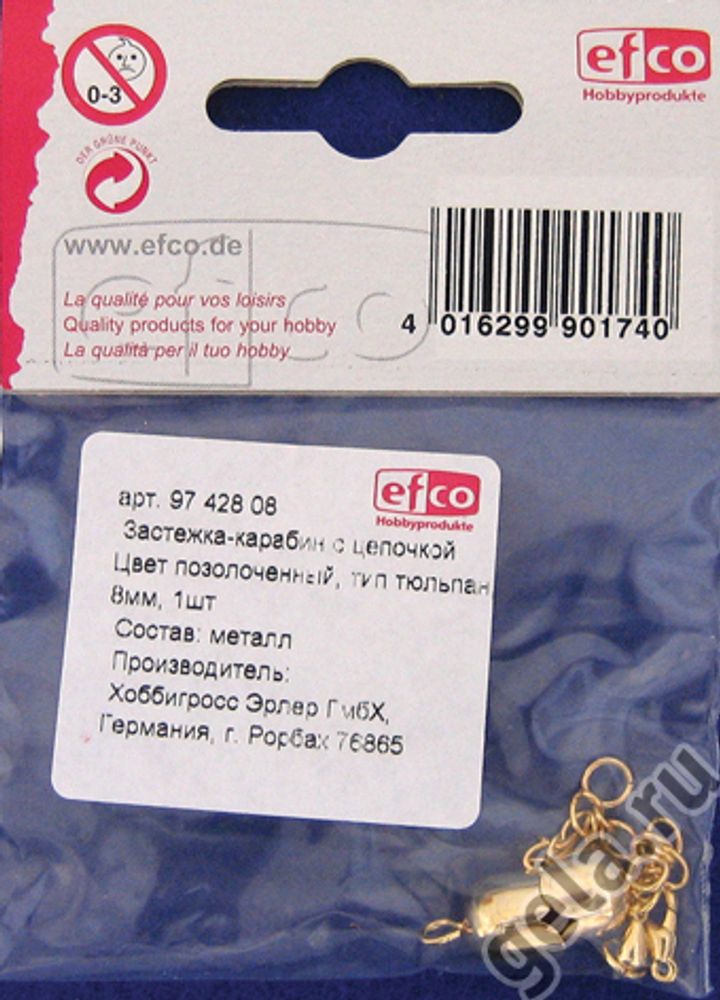 0-3
DER GRÜNE PUNKT
efco
Hobbyprodukte
www.efco.de
efco
La qualité pour vos loisirs
Quality products for your hobby
La qualità per il tuo hobby
4 016299 901740
efco
Hobbyprodukte
арт. 97 428 08
Застежка-карабин с цепочкой
Цвет позолоченный, тип тюльпан,
8мм, 1шт
Состав: металл
Производитель:
Хоббигросс Эрлер ГмбХ,
Германия, г. Рорбах 76865
gela.ru